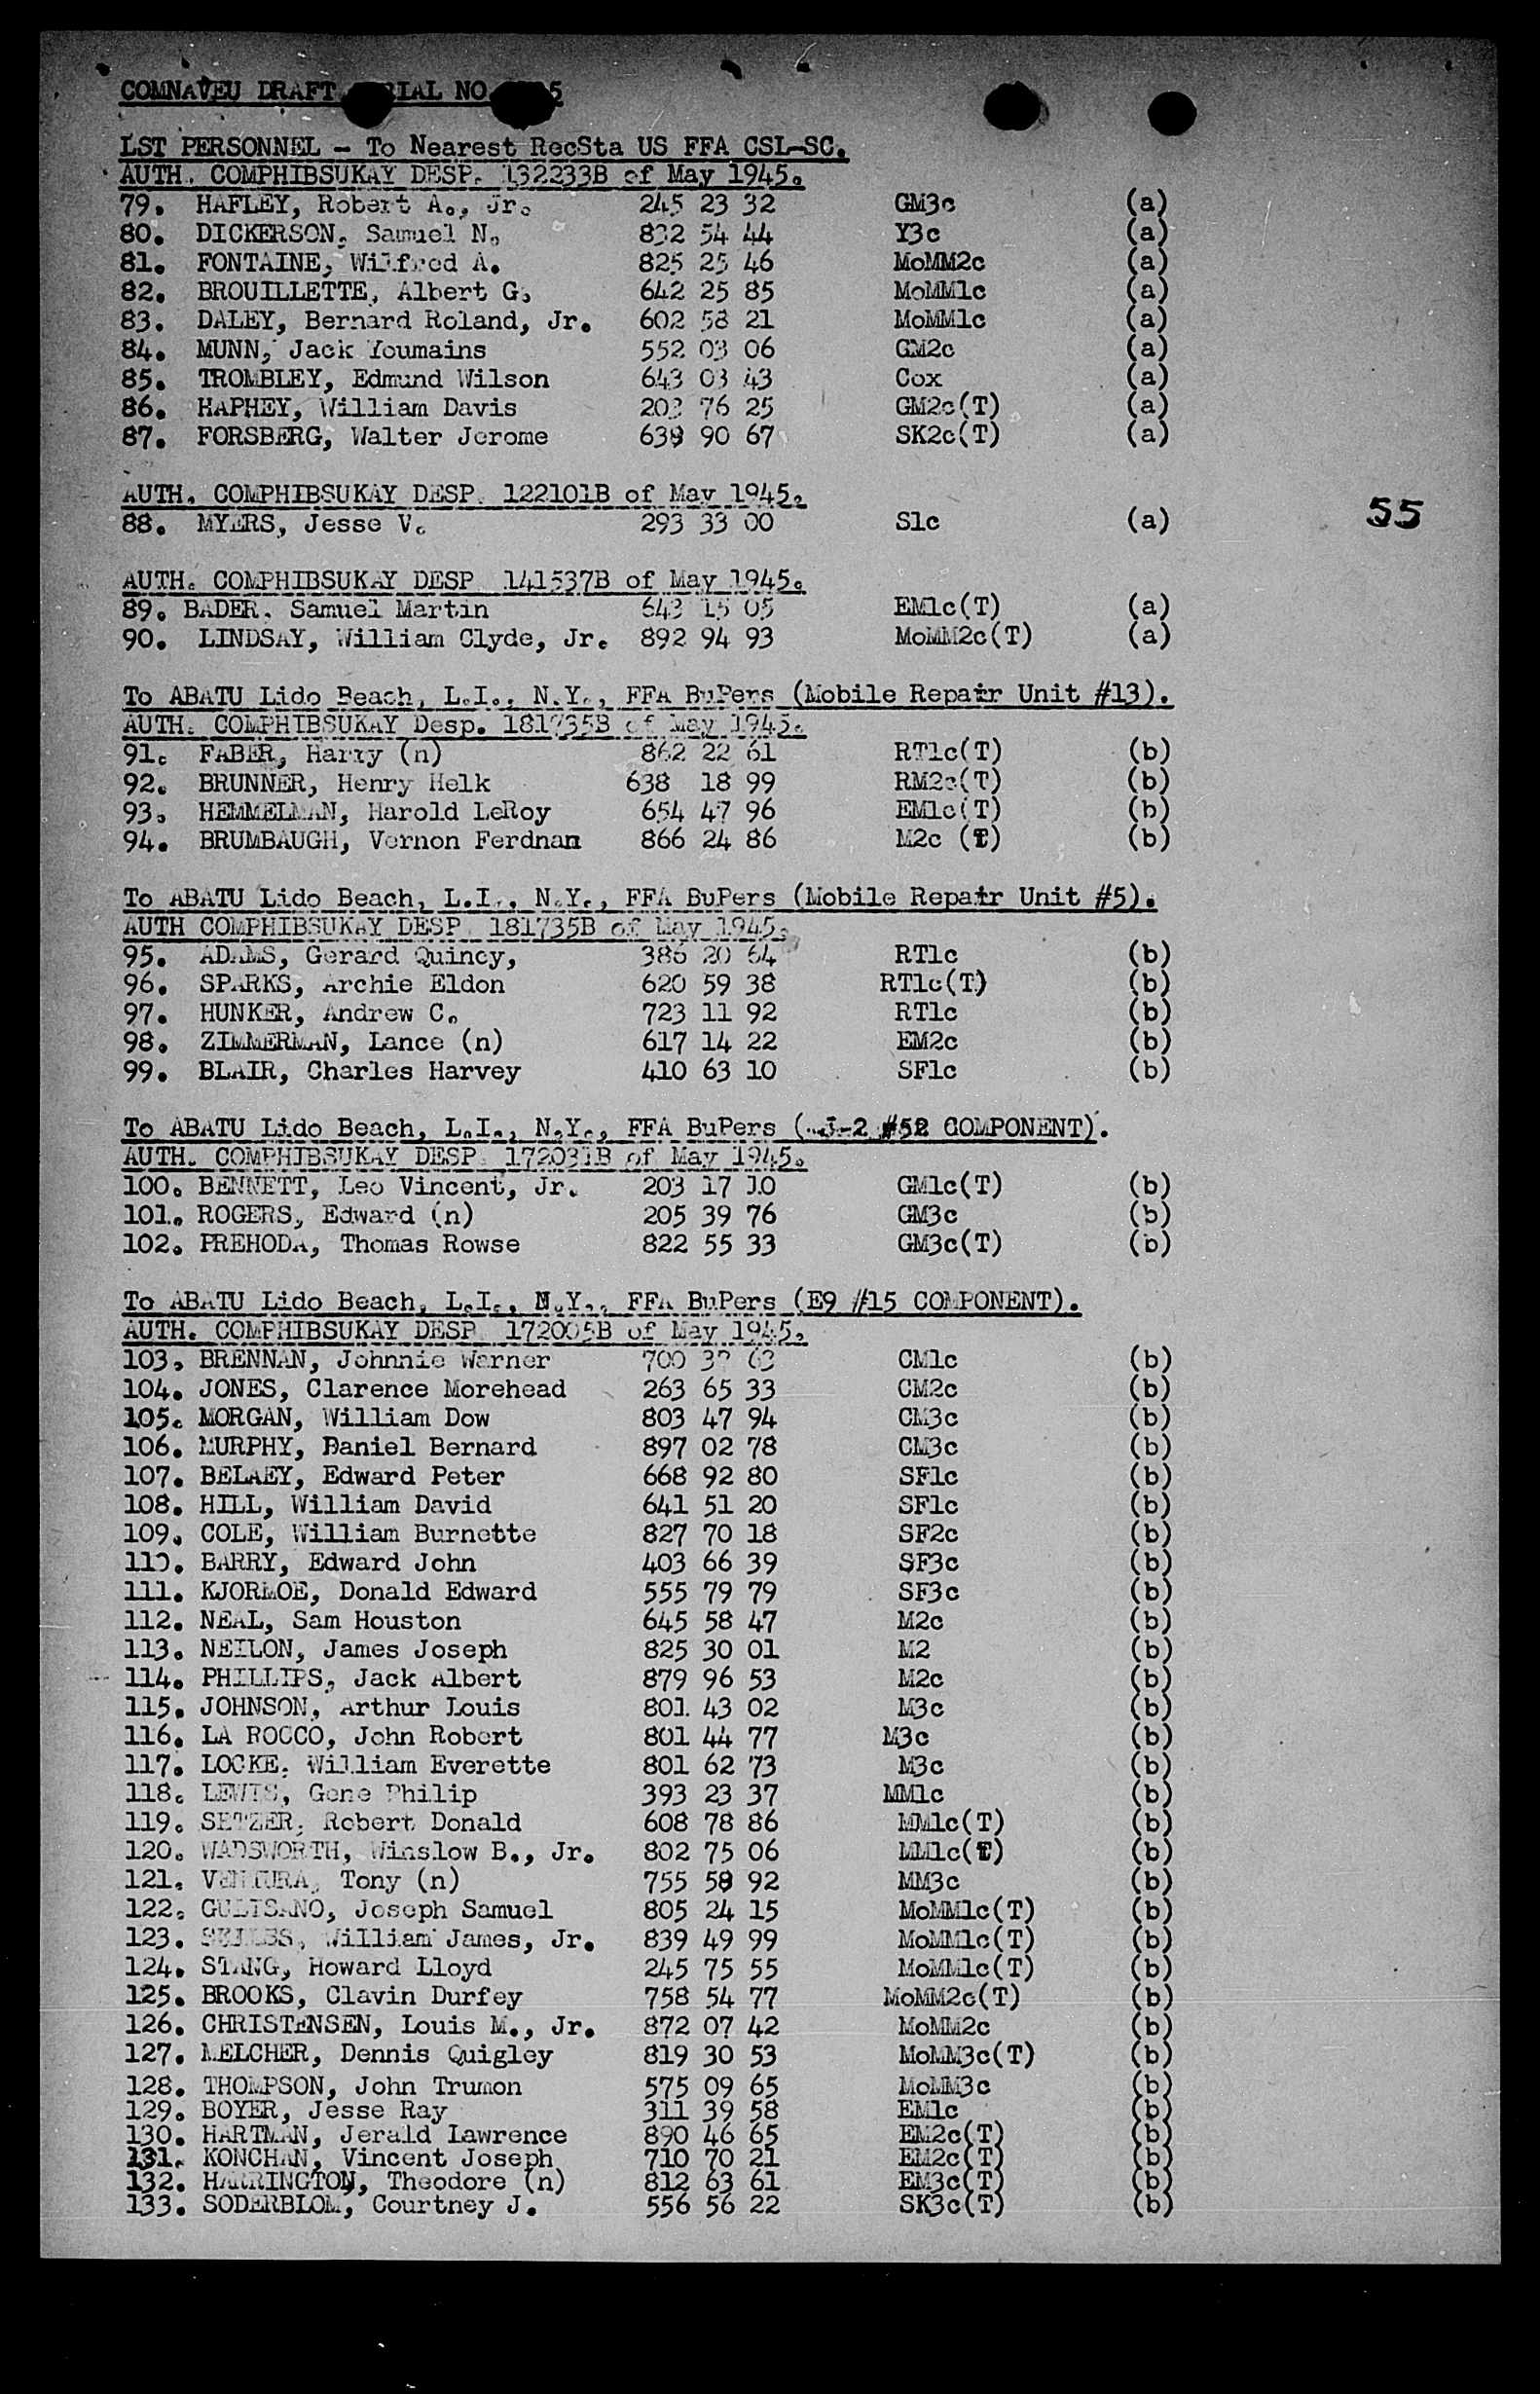 COMNAVEU DRAFT NO
LST PERSONNEL - To Nearest RecSta US FFA CSL-SC.
AUTH. COMPHIBSUKAY DESP. 132233B of May 1945.
79. HAFLEY, Robert A., Jr. 245 23 32 GM3c (a)
80. DICKERSON, Samuel N. 832 54 44 Y3c (a)
81. FONTAINE, Wilfred A. 825 25 46 MoMM2c (a)
82. BROUILLETTE, Albert G. 642 25 85 MoMM1c (a)
83. DALEY, Bernard Roland, Jr. 602 58 21 MoMM1c (a)
84. MUNN, Jack Youmains 552 03 06 GM2c (a)
85. TROMBLEY, Edmund Wilson 643 03 43 Cox (a)
86. HAPHEY, William Davis 203 76 25 GM2c(T) (a)
87. FORSBERG, Walter Jerome 638 90 67 SK2c(T) (a)
AUTH. COMPHIBSUKAY DESP. 122101B of May 1945.
88. MYERS, Jesse V. 293 33 00 S1c (a) 55
AUTH. COMPHIBSUKAY DESP 141537B of May 1945.
89. BADER, Samuel Martin 643 15 05 EM1c(T) (a)
90. LINDSAY, William Clyde, Jr. 892 94 93 MoMM2c(T) (a)
To ABATU Lido Beach, L.I., N.Y., FFA BuPers (Mobile Repair Unit #13).
AUTH. COMPHIBSUKAY Desp. 181735B of May 1945.
91. FABER, Harry (n) 862 22 61 RT1c(T) (b)
92. BRUNNER, Henry Helk 638 18 99 RM2c(T) (b)
93. HEMMELMAN, Harold LeRoy 654 47 96 EM1c(T) (b)
94. BRUMBAUGH, Vernon Ferdnan 866 24 86 M2c (T) (b)
To ABATU Lido Beach, L.I., N.Y., FFA BuPers (Mobile Repair Unit #5).
AUTH COMPHIBSUKAY DESP 181735B of May 1945.
95. ADAMS, Gerard Quincy, 386 20 64 RT1c (b)
96. SPARKS, Archie Eldon 620 59 38 RT1c(T) (b)
97. HUNKER, Andrew C. 723 11 92 RT1c (b)
98. ZIMMERMAN, Lance (n) 617 14 22 EM2c (b)
99. BLAIR, Charles Harvey 410 63 10 SF1c (b)
To ABATU Lido Beach, L.I., N.Y., FFA BuPers (J-2 #52 COMPONENT).
AUTH. COMPHIBSUKAY DESP. 172031B of May 1945.
100. BENNETT, Leo Vincent, Jr. 203 17 10 GM1c(T) (b)
101. ROGERS, Edward (n) 205 39 76 GM3c (b)
102. PREHODA, Thomas Rowse 822 55 33 GM3c(T) (b)
To ABATU Lido Beach, L.I., N.Y., FFA BuPers (E9 #15 COMPONENT).
AUTH. COMPHIBSUKAY DESP 172005B of May 1945.
103. BRENNAN, Johnnie Warner 700 63 CM1c (b)
104. JONES, Clarence Morehead 263 65 33 CM2c (b)
105. MORGAN, William Dow 803 47 94 CM3c (b)
106. MURPHY, Daniel Bernard 897 02 78 CM3c (b)
107. BELAEY, Edward Peter 668 92 80 SF1c (b)
108. HILL, William David 641 51 20 SF1c (b)
109. COLE, William Burnette 827 70 18 SF2c (b)
110. BARRY, Edward John 403 66 39 SF3c (b)
111. KJORMOE, Donald Edward 555 79 79 SF3c (b)
112. NEAL, Sam Houston 645 58 47 M2c (b)
113. NEILON, James Joseph 825 30 01 M2 (b)
114. PHILLIPS, Jack Albert 879 96 53 M2c (b)
115. JOHNSON, Arthur Louis 801 43 02 M3c (b)
116. LA ROCCO, John Robert 801 44 77 M3c (b)
117. LOCKE, William Everette 801 62 73 M3c (b)
118. LEWIS, Gene Philip 393 23 37 MM1c (b)
119. SETZER, Robert Donald 608 78 86 MM1c(T) (b)
120. WADSWORTH, Winslow B., Jr. 802 75 06 MM1c(T) (b)
121. VENTURA, Tony (n) 755 58 92 MM3c (b)
122. GULISANO, Joseph Samuel 805 24 15 MoMM1c(T) (b)
123. William James, Jr. 839 49 99 MoMM1c(T) (b)
124. STANG, Howard Lloyd 245 75 55 MoMM1c(T) (b)
125. BROOKS, Clavin Durfey 758 54 77 MoMM2c(T) (b)
126. CHRISTENSEN, Louis M., Jr. 872 07 42 MoMM2c (b)
127. MELCHER, Dennis Quigley 819 30 53 MoMM3c(T) (b)
128. THOMPSON, John Trumon 575 09 65 MoMM3c (b)
129. BOYER, Jesse Ray 311 39 58 EM1c (b)
130. HARTMAN, Jerald Lawrence 890 46 65 EM2c(T) (b)
131. KONCHAN, Vincent Joseph 710 70 21 EM2c(T) (b)
132. HARRINGTON, Theodore (n) 812 63 61 EM3c(T) (b)
133. SODERBLOM, Courtney J. 556 56 22 SK3c(T) (b)